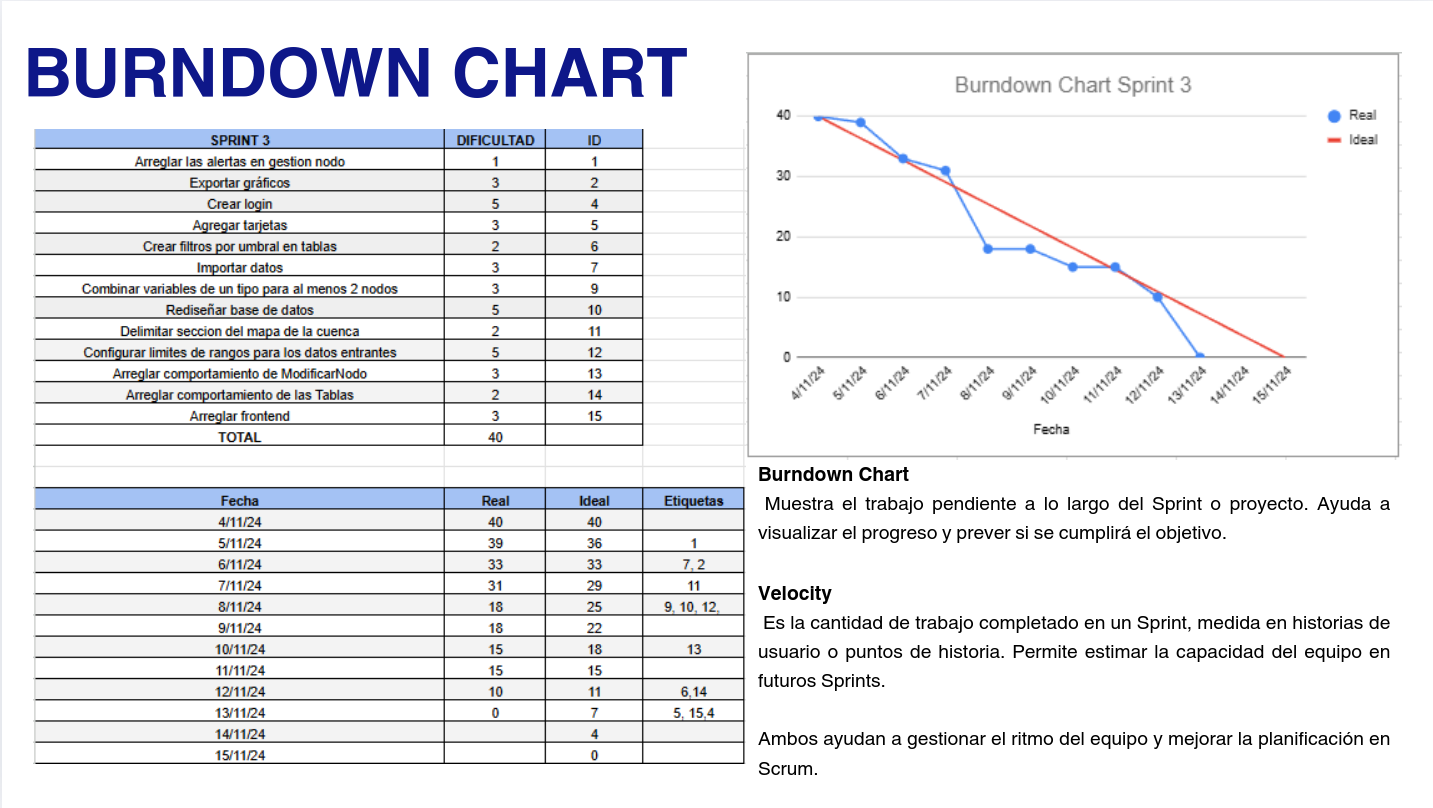 BURNDOWN CHART
SPRINT 3 DIFICULTAD ID
Arreglar las alertas en gestion nodo 1 1
Exportar gráficos 3 2
Crear login 5 4
Agregar tarjetas 3 5
Crear filtros por umbral en tablas 2 6
Importar datos 3 7
Combinar variables de un tipo para al menos 2 nodos 3 9
Rediseñar base de datos 5 10
Delimitar seccion del mapa de la cuenca 2 11
Configurar limites de rangos para los datos entrantes 5 12
Arreglar comportamiento de ModificarNodo 3 13
Arreglar comportamiento de las Tablas 2 14
Arreglar frontend 3 15
TOTAL 40
Fecha Real Ideal Etiquetas
4/11/24 40 40
5/11/24 39 36 1
6/11/24 33 33 7, 2
7/11/24 31 29 11
8/11/24 18 25 9, 10, 12,
9/11/24 18 22
10/11/24 15 18 13
11/11/24 15 15
12/11/24 10 11 6,14
13/11/24 0 7 5, 15,4
14/11/24 4
15/11/24 0
Burndown Chart Sprint 3
Real
Ideal
40
30
20
10
0
4/11/24 5/11/24 6/11/24 7/11/24 8/11/24 9/11/24 10/11/24 11/11/24 12/11/24 13/11/24 14/11/24 15/11/24
Fecha
Burndown Chart
Muestra el trabajo pendiente a lo largo del Sprint o proyecto. Ayuda a
visualizar el progreso y prever si se cumplirá el objetivo.
Velocity
Es la cantidad de trabajo completado en un Sprint, medida en historias de
usuario o puntos de historia. Permite estimar la capacidad del equipo en
futuros Sprints.
Ambos ayudan a gestionar el ritmo del equipo y mejorar la planificación en
Scrum.